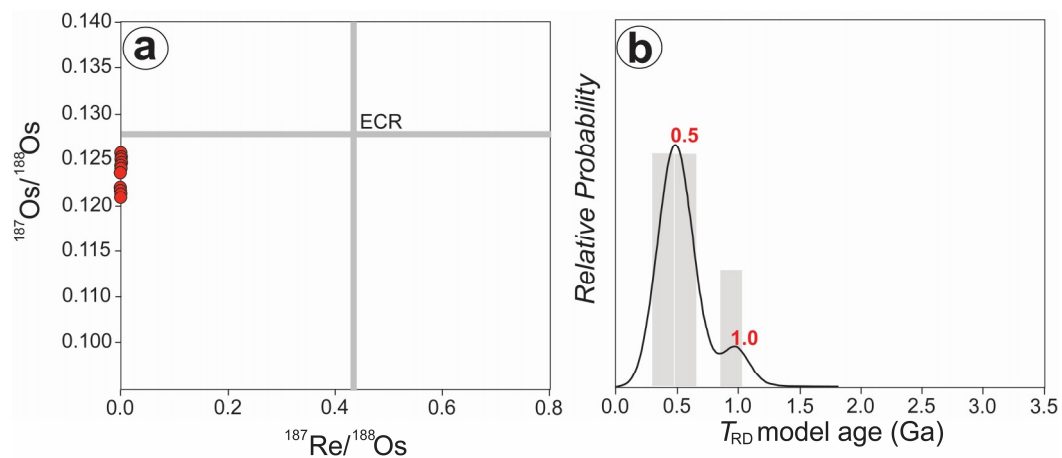 a
0.140
0.135
0.130
0.125
0.120
0.115
0.110
0.100
ECR
0.0 0.2 0.4 0.6 0.8
187Re/188Os
187Os/188Os
b
0.5
1.0
Relative Probability
0.0 0.5 1.0 1.5 2.0 2.5 3.0 3.5
TRD model age (Ga)